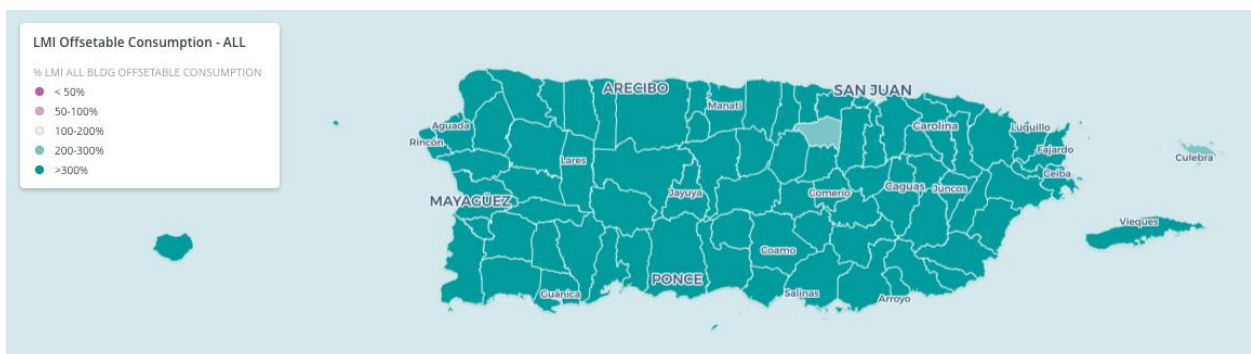 LMI Offsetable Consumption - ALL
% LMI ALL BLDG OFFSETABLE CONSUMPTION
< 50%
50-100%
100-200%
200-300%
>300%
ARECIBO
SAN JUAN
Manatí
Aguada
Carolina
Luquillo
Rincón
Fajardo
Lares
Culebra
Ceiba
Jayuya
Comerío
Caguas
Juncos
MAYAGÜEZ
Vieques
Coamo
PONCE
Guánica
Salinas
Arroyo